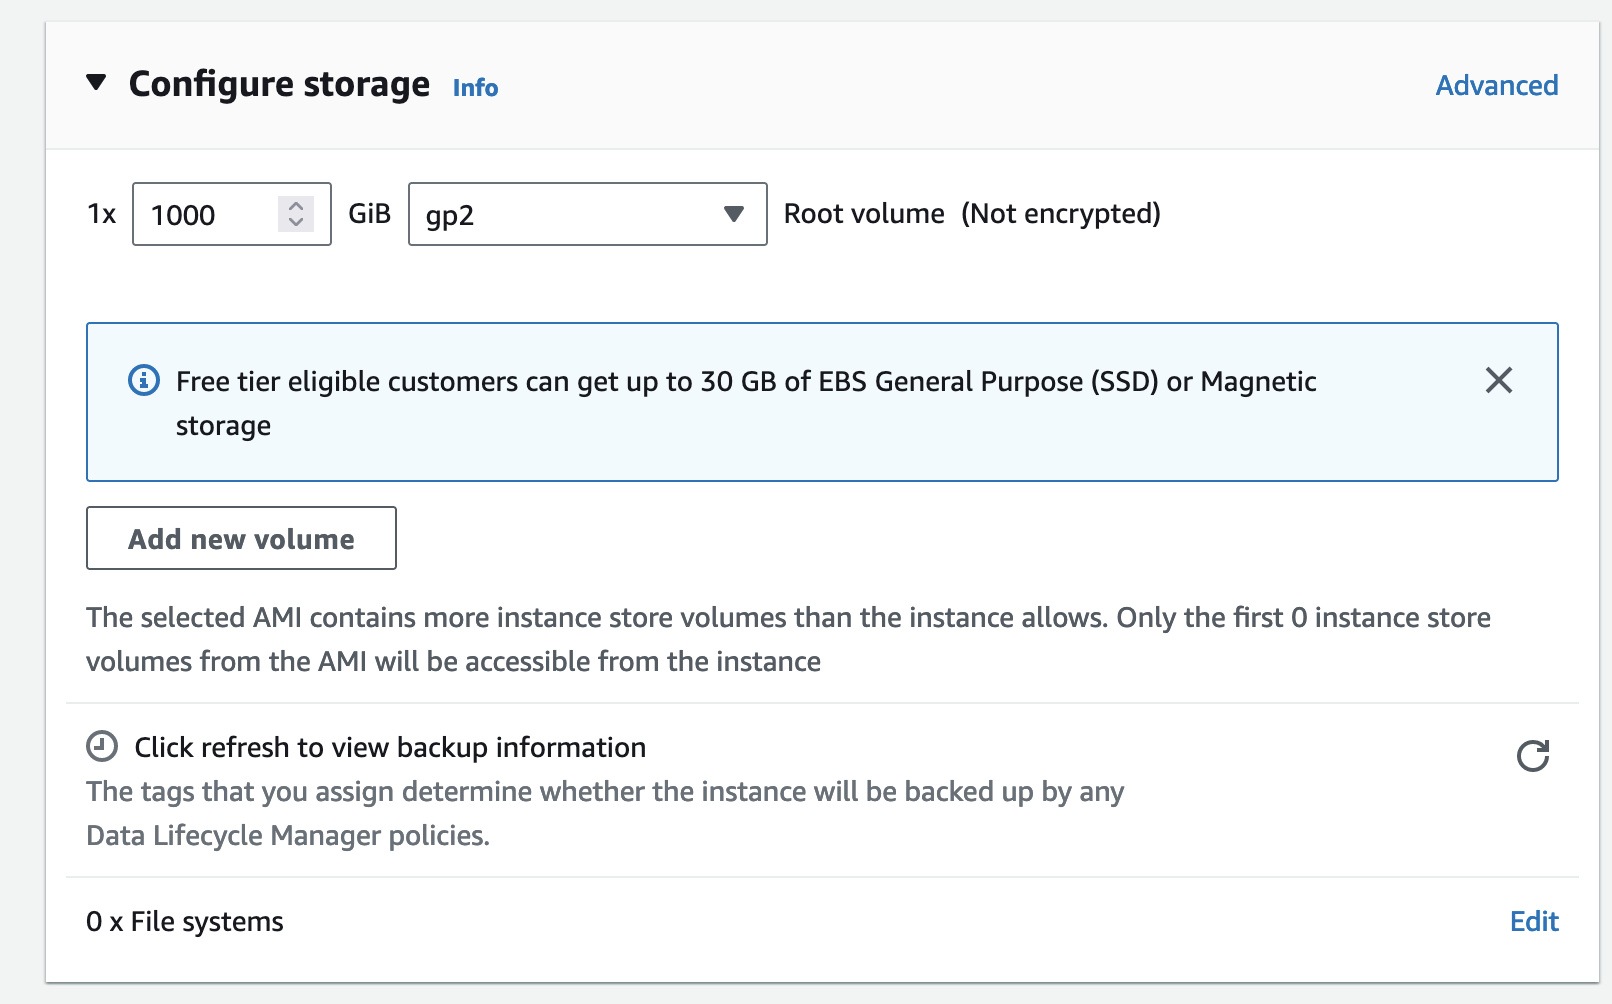 Configure storage Info Advanced
1x 1000 GiB gp2 Root volume (Not encrypted)
Free tier eligible customers can get up to 30 GB of EBS General Purpose (SSD) or Magnetic
storage
Add new volume
The selected AMI contains more instance store volumes than the instance allows. Only the first 0 instance store
volumes from the AMI will be accessible from the instance
Click refresh to view backup information
The tags that you assign determine whether the instance will be backed up by any
Data Lifecycle Manager policies.
0 x File systems Edit